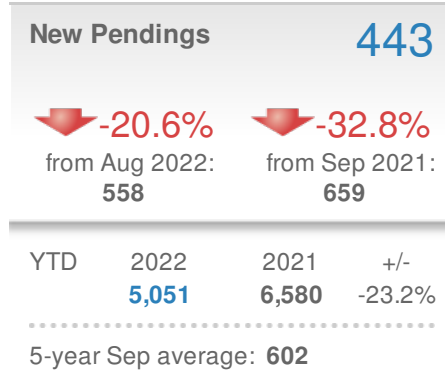 New Pendings 443
-20.6% -32.8%
from Aug 2022: from Sep 2021:
558 659
YTD 2022 2021 +/-
5,051 6,580 -23.2%
5-year Sep average: 602